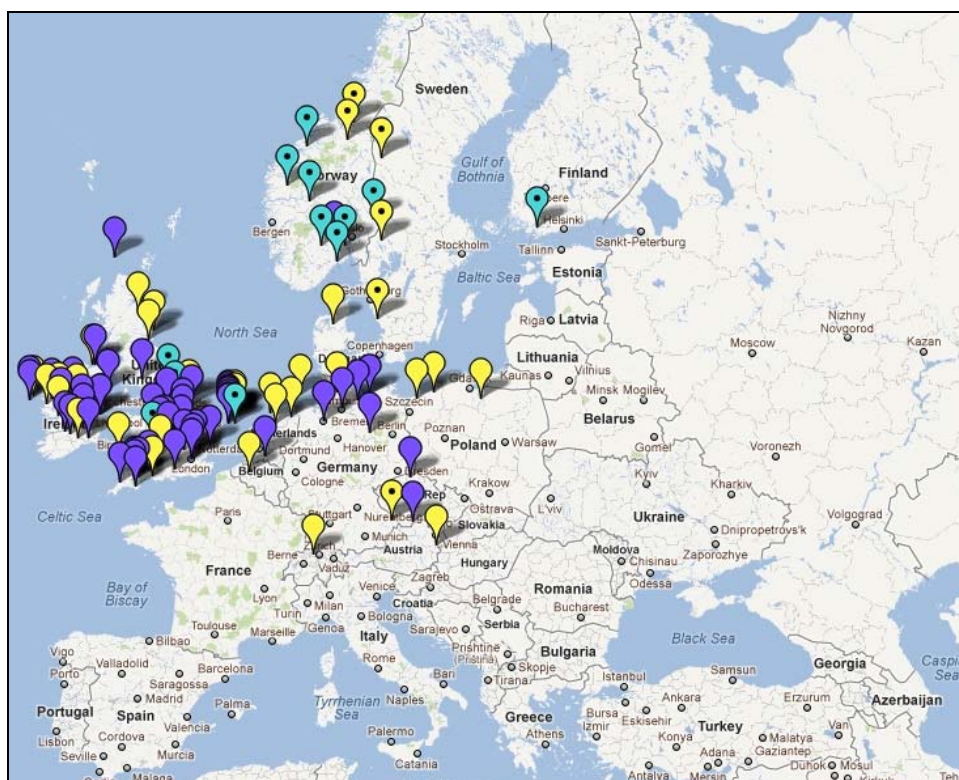 Sweden
Gulf of
Bothnia
Finland
Helsinki
Bergen
Sankt-Peterburg
Stockholm
Tallinn
Estonia
Baltic Sea
North Sea
Riga
Latvia
Nizhny
Novgorod
Kazan
Moscow
Copenhagen
Lithuania
Kaunas
Vilnius
Minsk
Mogilev
Belarus
Szczecin
Bremen
Berlin
Poznan
Warsaw
Poland
Hanover
Gomel
Voronezh
London
Belgium
Dortmund
Cologne
Germany
Dresden
Krakow
Ostrava
L'viv
Kyiv
Kharkiv
Celtic Sea
Paris
Stuttgart
Nuremberg
Rep
Slovakia
Ukraine
Dnipropetrovs'k
Zaporozhye
Volgograd
Munich
Vienna
Austria
Berne
Vaduz
Hungary
Moldova
Chisinau
Odessa
France
Bay of
Biscay
Lyon
Turin
Milan
Venice
Zagreb
Croatia
Belgrade
Romania
Bucharest
Genoa
Bologna
Toulouse
Marseille
Italy
Sarajevo
Serbia
Black Sea
Bilbao
Vigo
Porto
Valladolid
Saragossa
Barcelona
Madrid
Rome
Prishtine
(Priština)
Skopje
Tirana
Bulgaria
Georgia
Istanbul
Samsun
Portugal
Spain
Palma
Tyrrhenian
Sea
Naples
Bari
Greece
Bursa
Izmir
Eskisehir
Ankara
Erzurum
Azerbaijan
Turkey
Van
Lisbon
Valencia
Cordova
Murcia
Seville
Malaga
Palermo
Catania
Athens
Konya
Malatya
Adana
Gaziantep
Antalya
Mersin
Duhok
Mosul